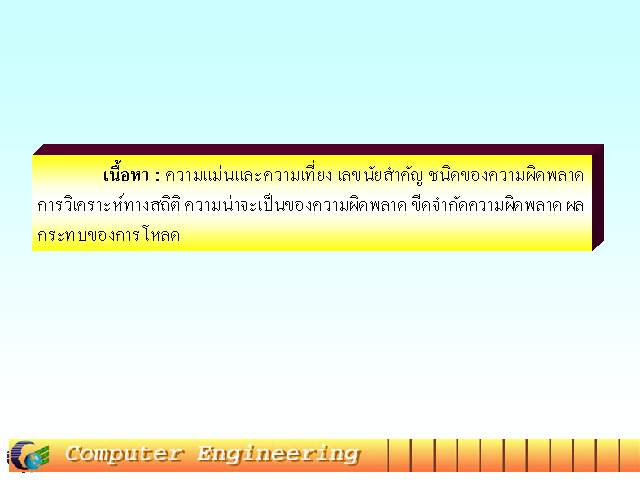 เนื้อหา : ความแม่นและความเที่ยง เลขนัยสำคัญ ชนิดของความผิดพลาด
การวิเคราะห์ทางสถิติ ความน่าจะเป็นของความผิดพลาด ขีดจำกัดความผิดพลาด ผล
กระทบของการโหลด
Computer Engineering